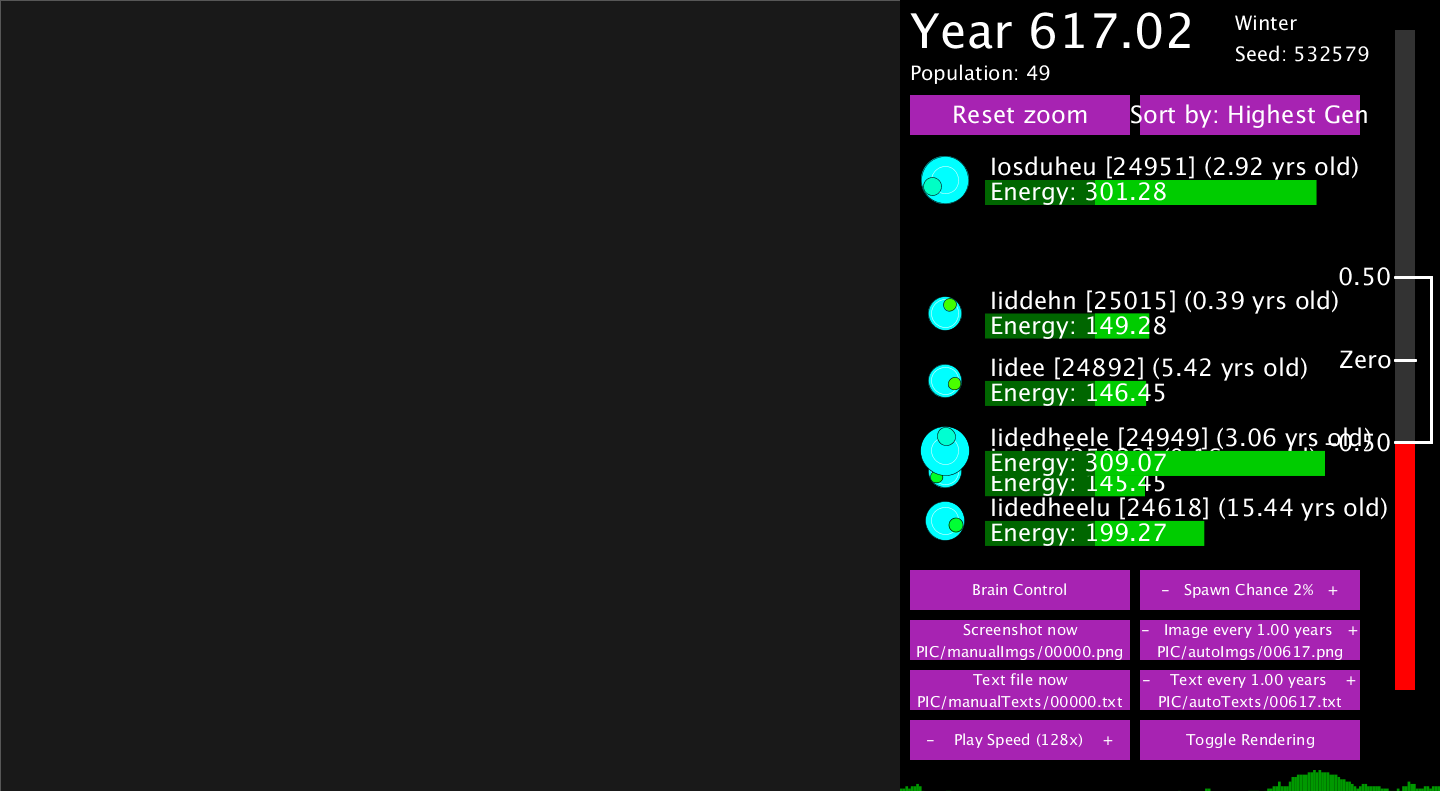 Year 617.02
Winter
Seed: 532579
Population: 49
Reset zoom
Sort by: Highest Gen
Iosduheu [24951] (2.92 yrs old)
Energy: 301.28
0.50
Iiddehn [25015] (0.39 yrs old)
Energy: 149.28
Zero
Iidee [24892] (5.42 yrs old)
Energy: 146.45
Iidedheele [24949] (3.06 yrs old)
-0.50
Energy: 309.07
Energy: 145.45
Iidedheelu [24618] (15.44 yrs old)
Energy: 199.27
Brain Control
- Spawn Chance 2% +
Screenshot now
PIC/manualImgs/00000.png
- Image every 1.00 years +
PIC/autoImgs/00617.png
Text file now
PIC/manualTexts/00000.txt
- Text every 1.00 years +
PIC/autoTexts/00617.txt
- Play Speed (128x) +
Toggle Rendering